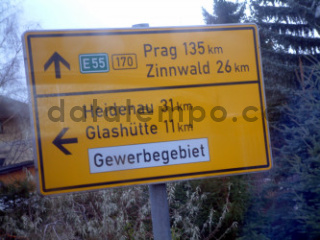 E55 170 Prag 135 km
Zinnwald 26 km
Heidenau 31 km
Glashütte 11 km
Gewerbegebiet